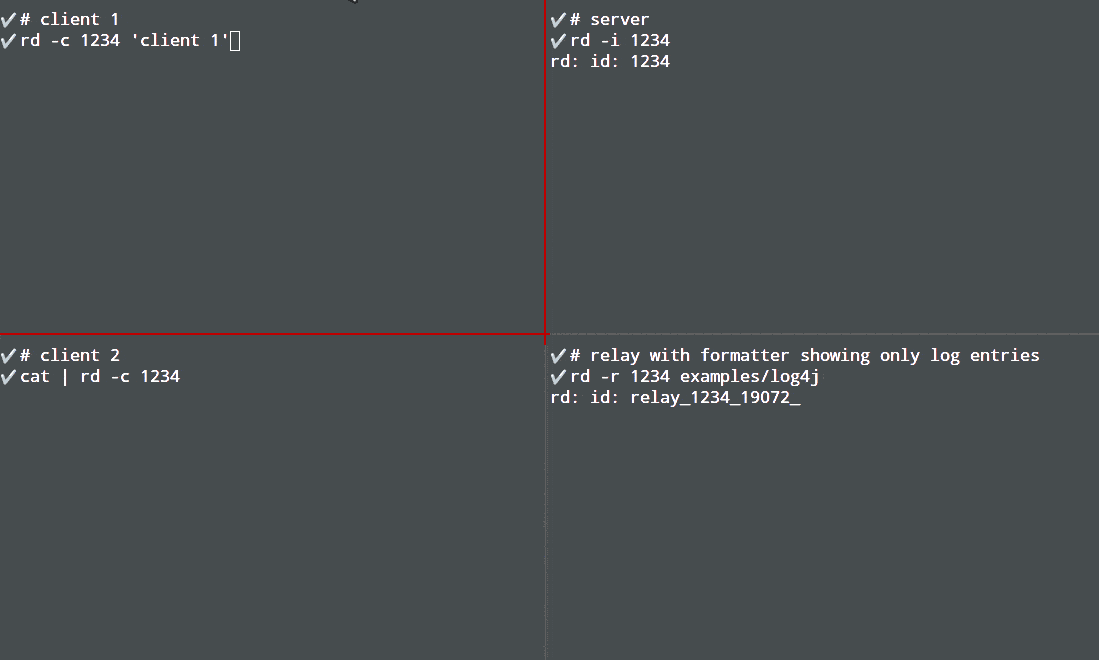 ✔# client 1
✔rd -c 1234 'client 1'
✔# server
✔rd -i 1234
rd: id: 1234
✔# client 2
✔cat | rd -c 1234
✔# relay with formatter showing only log entries
✔rd -r 1234 examples/log4j
rd: id: relay_1234_19072_